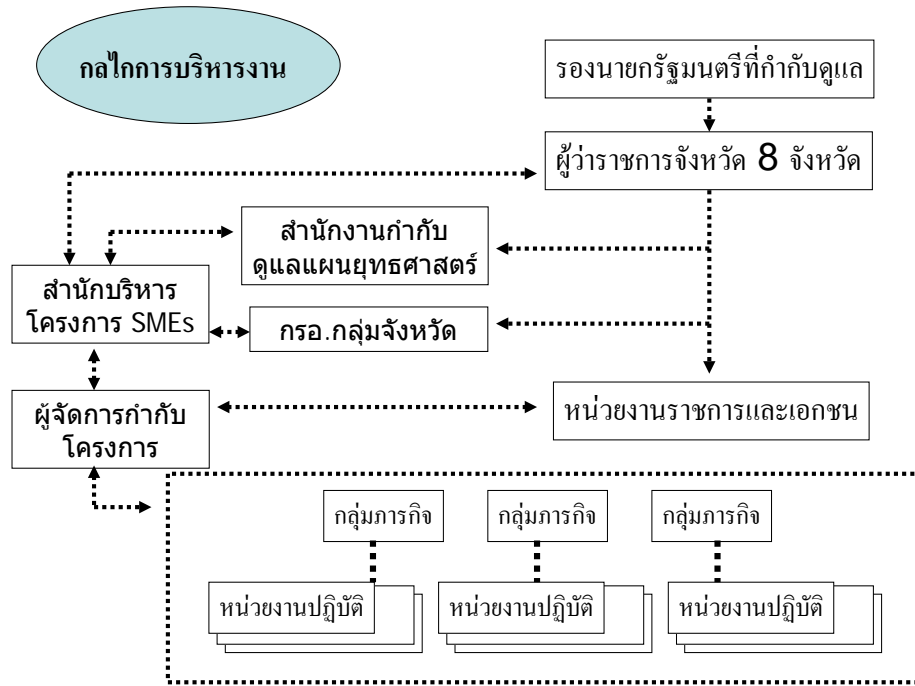 กลไกการบริหารงาน
รองนายกรัฐมนตรีที่กำกับดูแล
ผู้ว่าราชการจังหวัด 8 จังหวัด
สำนักงานกำกับ
ดูแลแผนยุทธศาสตร์
สำนักบริหาร
โครงการ SMEs
กรอ.กลุ่มจังหวัด
ผู้จัดการกำกับ
โครงการ
หน่วยงานราชการและเอกชน
กลุ่มภารกิจ
กลุ่มภารกิจ
กลุ่มภารกิจ
หน่วยงานปฏิบัติ
หน่วยงานปฏิบัติ
หน่วยงานปฏิบัติ